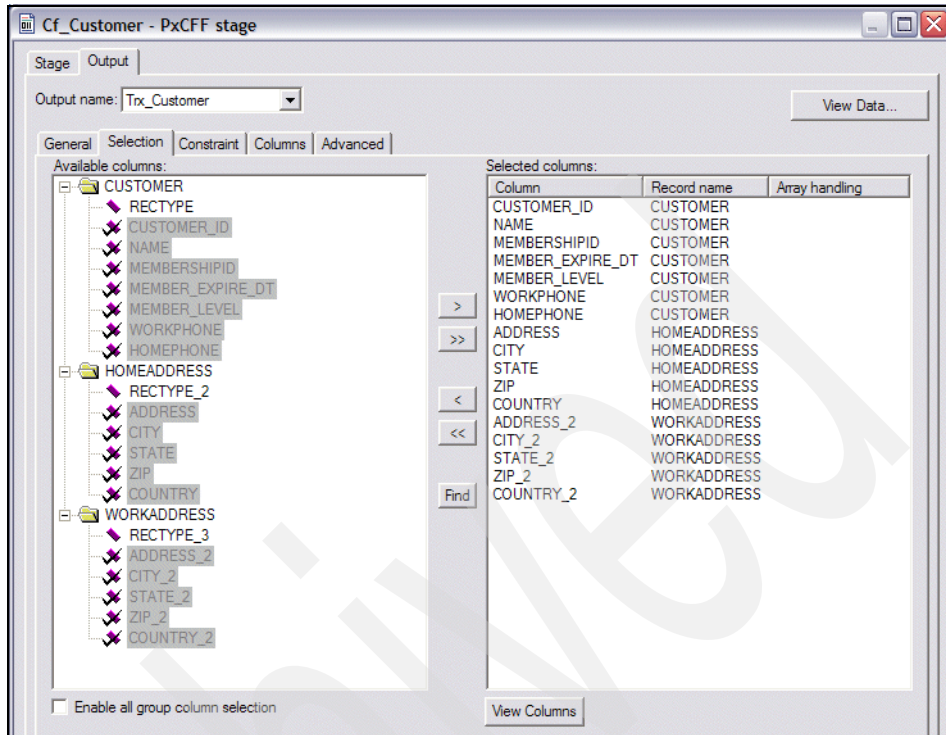 Cf_Customer - PxCFF stage
Stage Output
Output name: Trx_Customer View Data...
General Selection Constraint Columns Advanced
Available columns:
CUSTOMER
RECTYPE
CUSTOMER_ID
NAME
MEMBERSHIPID
MEMBER_EXPIRE_DT
MEMBER_LEVEL
WORKPHONE
HOMEPHONE
HOMEADDRESS
RECTYPE_2
ADDRESS
CITY
STATE
ZIP
COUNTRY
WORKADDRESS
RECTYPE_3
ADDRESS_2
CITY_2
STATE_2
ZIP_2
COUNTRY_2
Enable all group column selection
>
>>
<
<<
Find
Selected columns:
Column Record name Array handling
CUSTOMER_ID CUSTOMER
NAME CUSTOMER
MEMBERSHIPID CUSTOMER
MEMBER_EXPIRE_DT CUSTOMER
MEMBER_LEVEL CUSTOMER
WORKPHONE CUSTOMER
HOMEPHONE CUSTOMER
ADDRESS HOMEADDRESS
CITY HOMEADDRESS
STATE HOMEADDRESS
ZIP HOMEADDRESS
COUNTRY HOMEADDRESS
ADDRESS_2 WORKADDRESS
CITY_2 WORKADDRESS
STATE_2 WORKADDRESS
ZIP_2 WORKADDRESS
COUNTRY_2 WORKADDRESS
View Columns